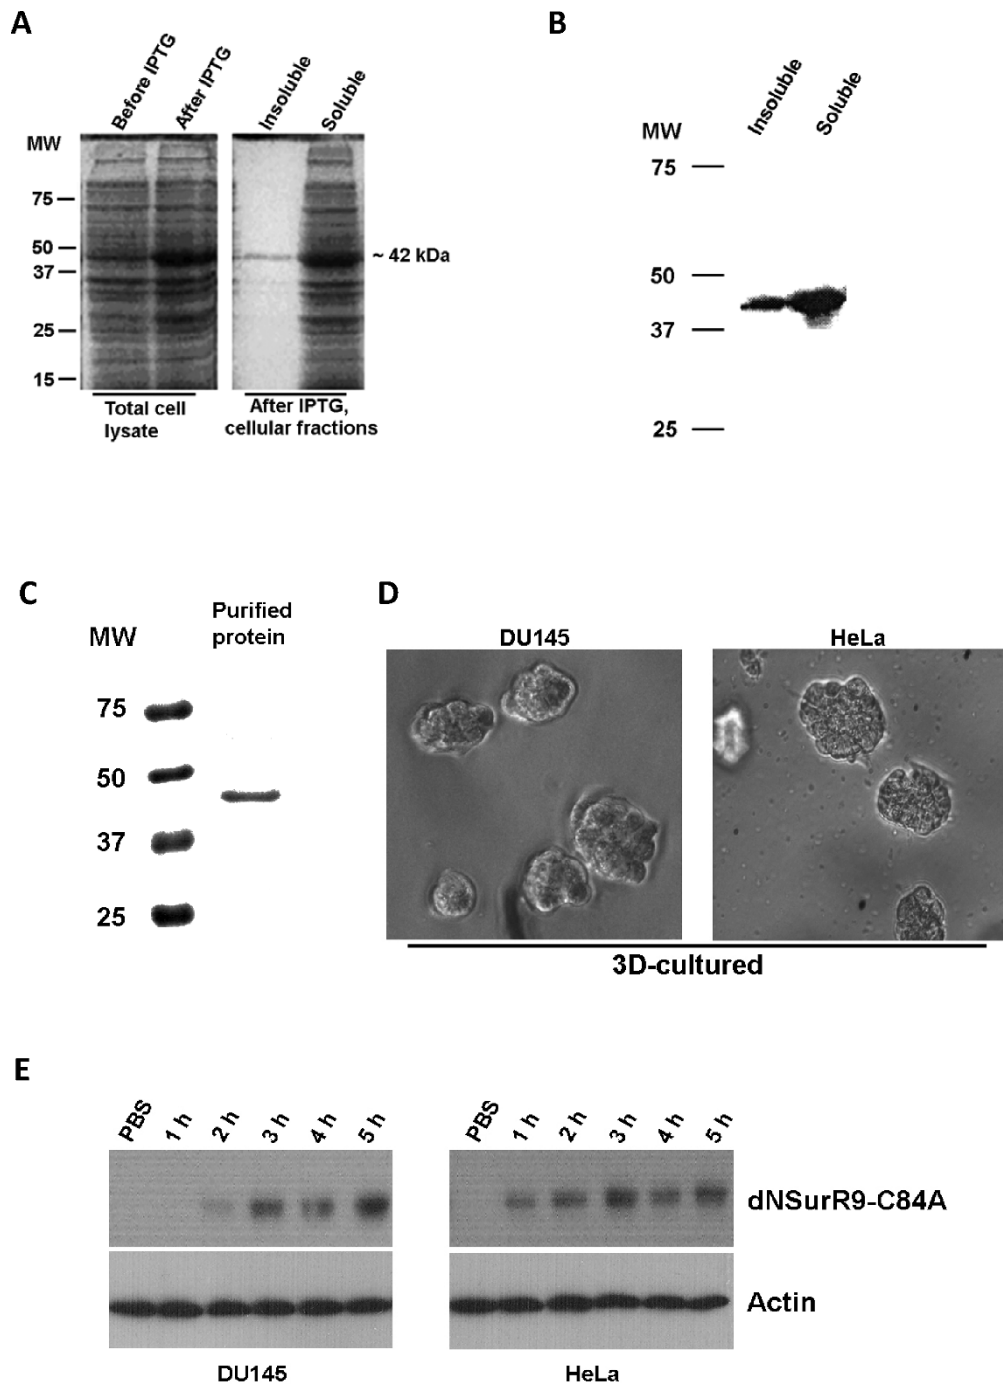 A
Before IPTG
After IPTG
Insoluble
Soluble
MW
75
50
37
25
15
~ 42 kDa
Total cell
lysate
After IPTG,
cellular fractions
B
Insoluble
Soluble
MW
75
50
37
25
C
Purified
protein
MW
75
50
37
25
D
DU145
HeLa
3D-cultured
E
PBS
1 h
2 h
3 h
4 h
5 h
PBS
1 h
2 h
3 h
4 h
5 h
dNSurR9-C84A
Actin
DU145
HeLa